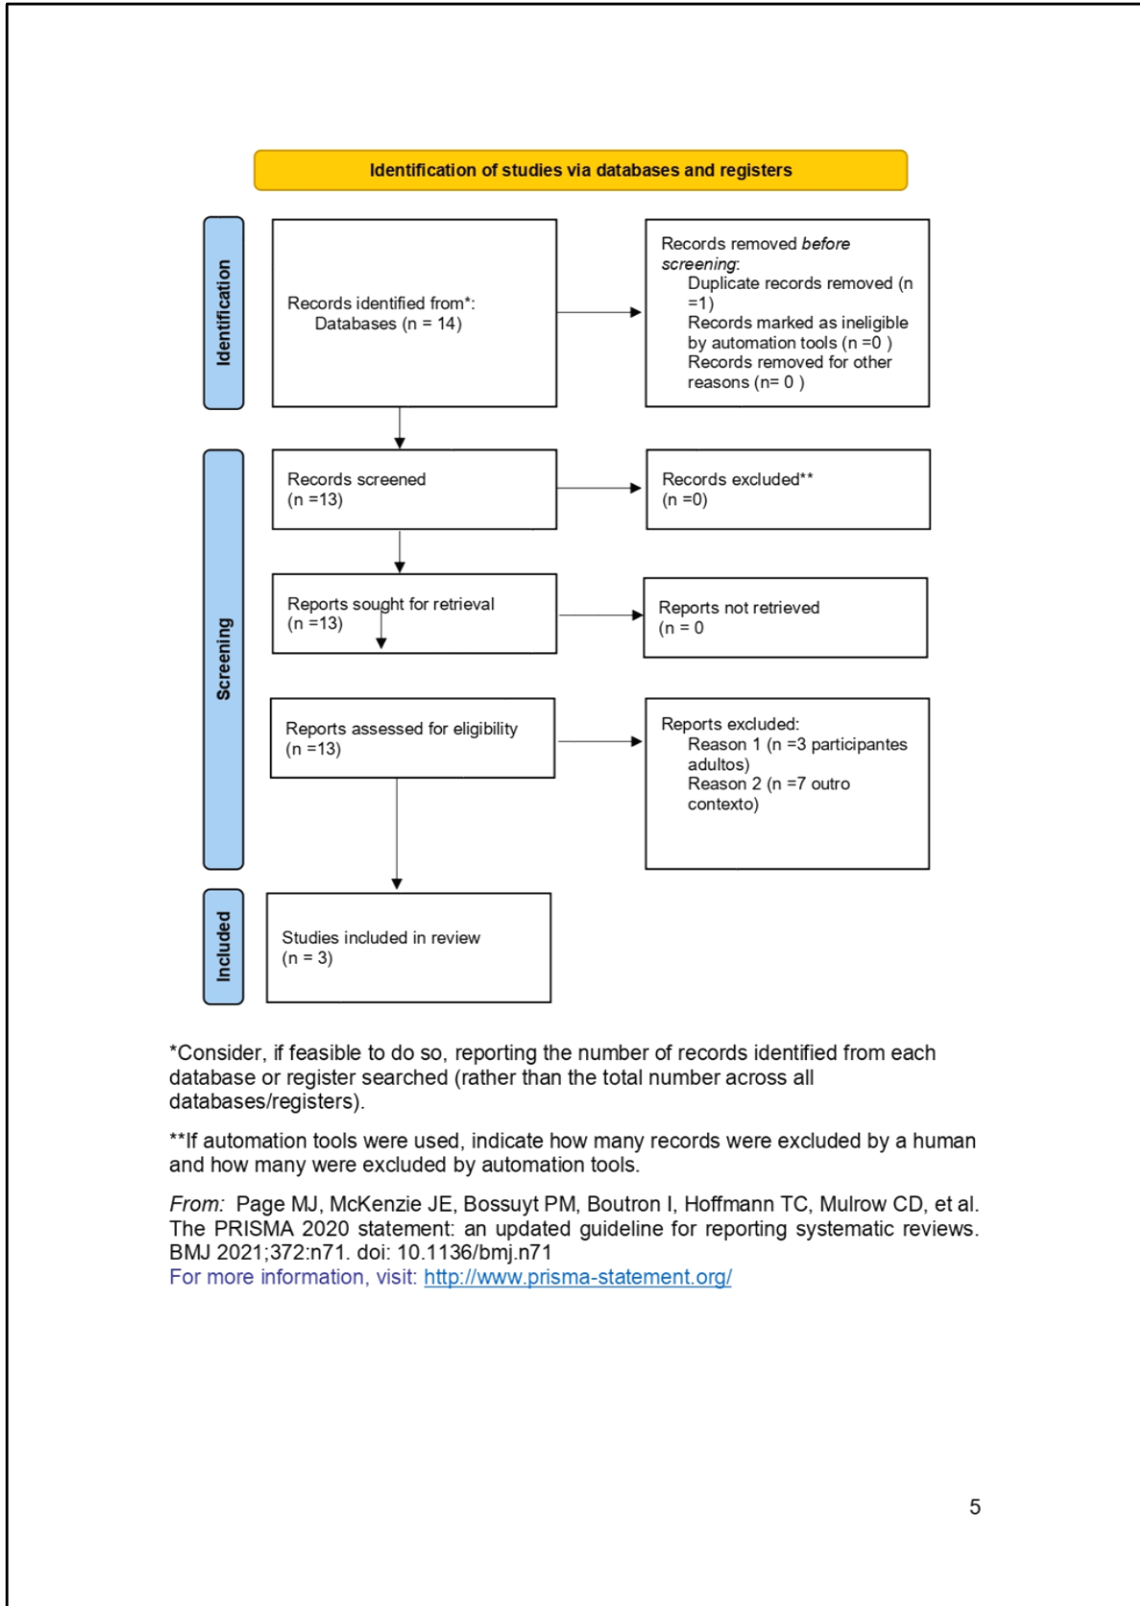 Identification of studies via databases and registers
Identification
Records identified from*:
Databases (n = 14)
Records removed before
screening:
Duplicate records removed (n
=1)
Records marked as ineligible
by automation tools (n =0 )
Records removed for other
reasons (n= 0 )
Screening
Records screened
(n =13)
Records excluded**
(n =0)
Reports sought for retrieval
(n =13)
Reports not retrieved
(n = 0
Reports assessed for eligibility
(n =13)
Reports excluded:
Reason 1 (n =3 participantes
adultos)
Reason 2 (n =7 outro
contexto)
Included
Studies included in review
(n = 3)
*Consider, if feasible to do so, reporting the number of records identified from each
database or register searched (rather than the total number across all
databases/registers).
**If automation tools were used, indicate how many records were excluded by a human
and how many were excluded by automation tools.
From: Page MJ, McKenzie JE, Bossuyt PM, Boutron I, Hoffmann TC, Mulrow CD, et al.
The PRISMA 2020 statement: an updated guideline for reporting systematic reviews.
BMJ 2021;372:n71. doi: 10.1136/bmj.n71
For more information, visit: http://www.prisma-statement.org/
5